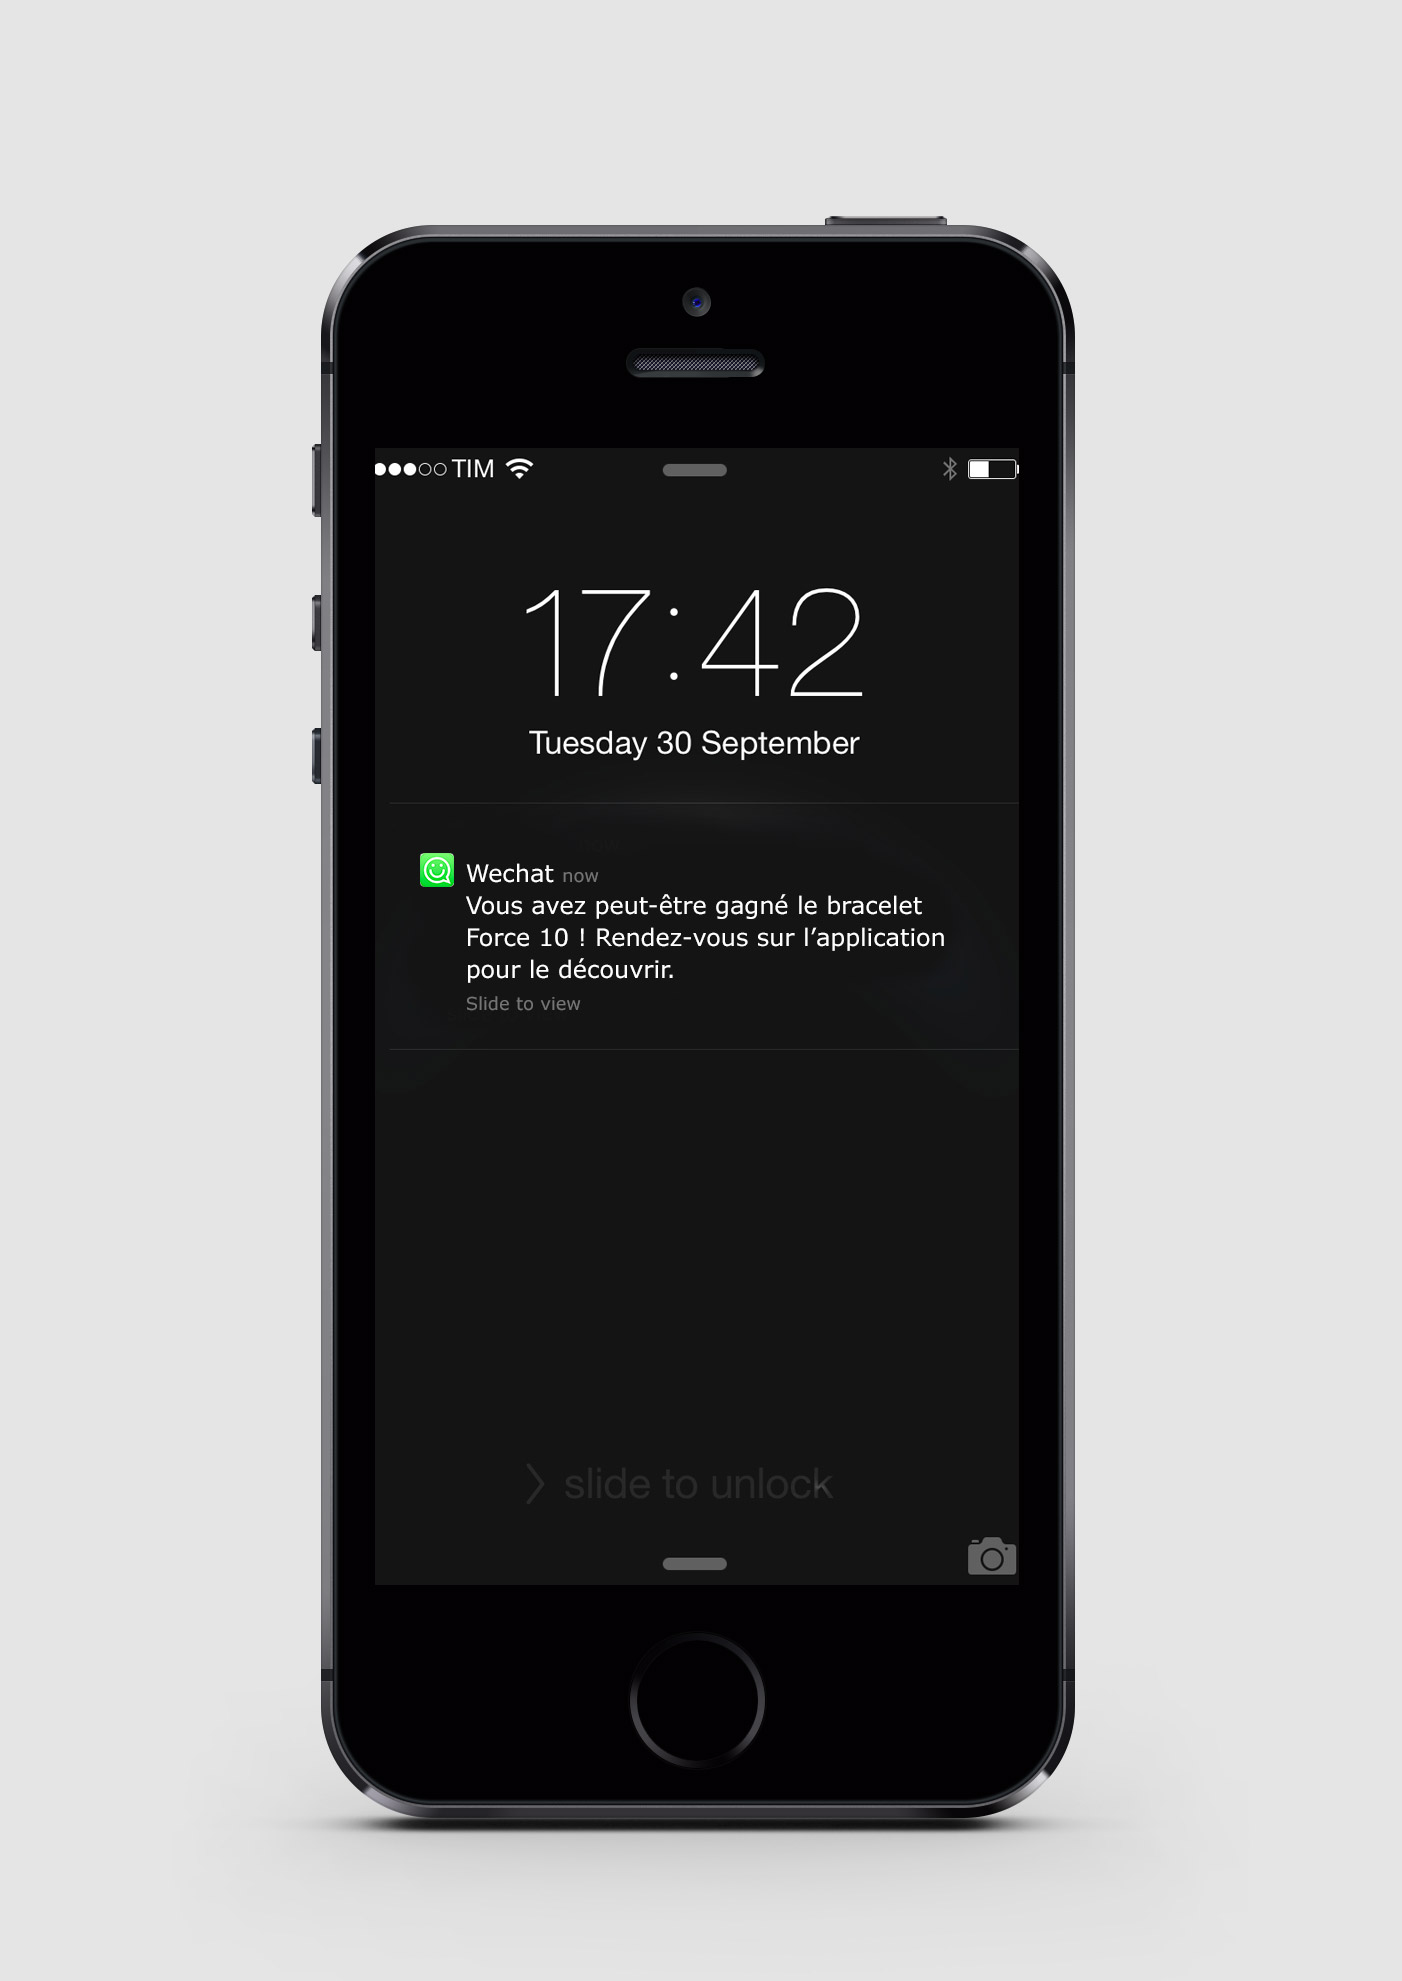 TIM
17:42
Tuesday 30 September
Wechat now
Vous avez peut-être gagné le bracelet
Force 10 ! Rendez-vous sur l’application
pour le découvrir.
Slide to view
> slide to unlock